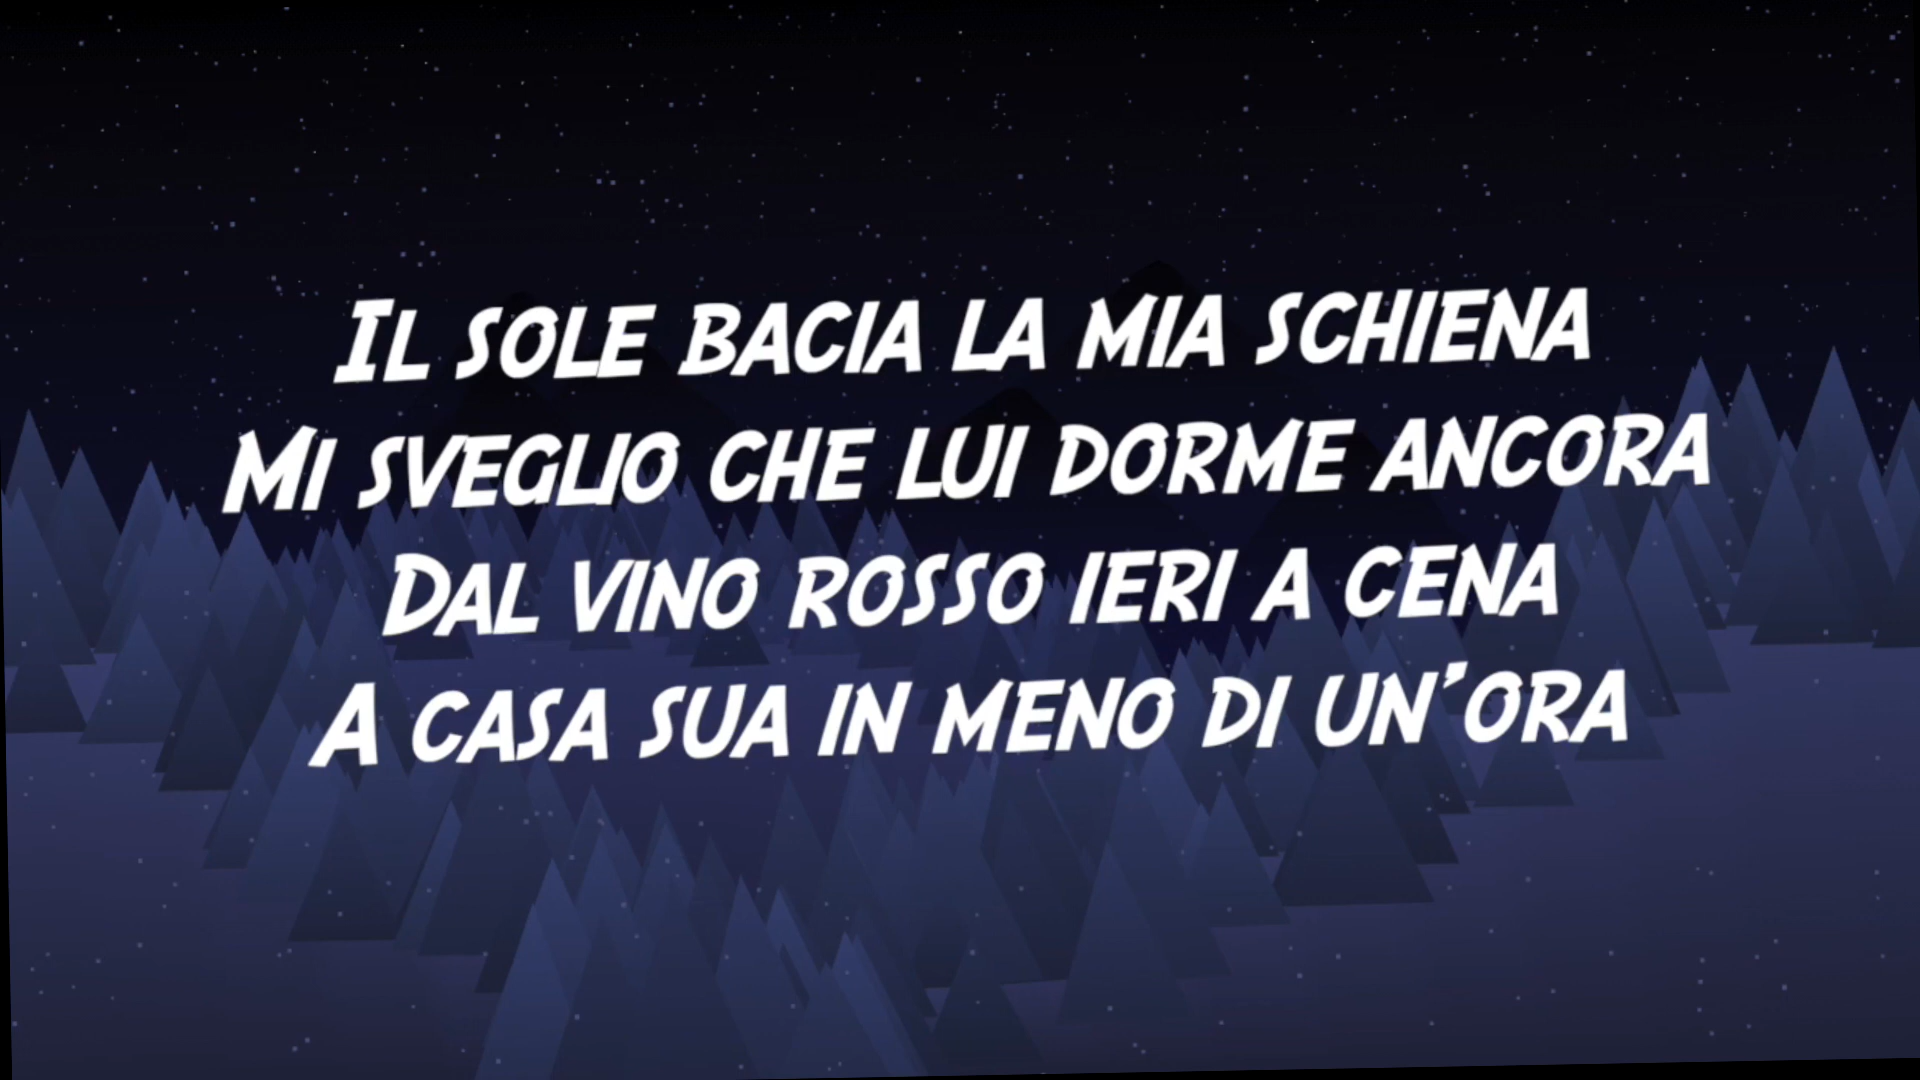 Il sole bacia la mia schiena
Mi sveglio che lui dorme ancora
Dal vino rosso ieri a cena
A casa sua in meno di un'ora